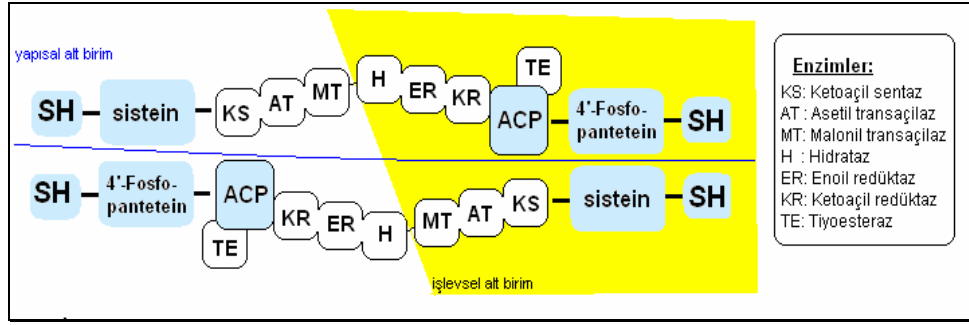 yapısal alt birim
SH sistein KS AT MT H ER KR TE ACP 4'-Fosfo-pantetein SH
SH 4'-Fosfo-pantetein ACP TE KR ER H MT AT KS sistein SH
işlevsel alt birim
Enzimler:
KS: Ketoaçil sentaz
AT : Asetil transaçilaz
MT: Malonil transaçilaz
H : Hidrataz
ER: Enoil redüktaz
KR: Ketoaçil redüktaz
TE: Tiyoesteraz